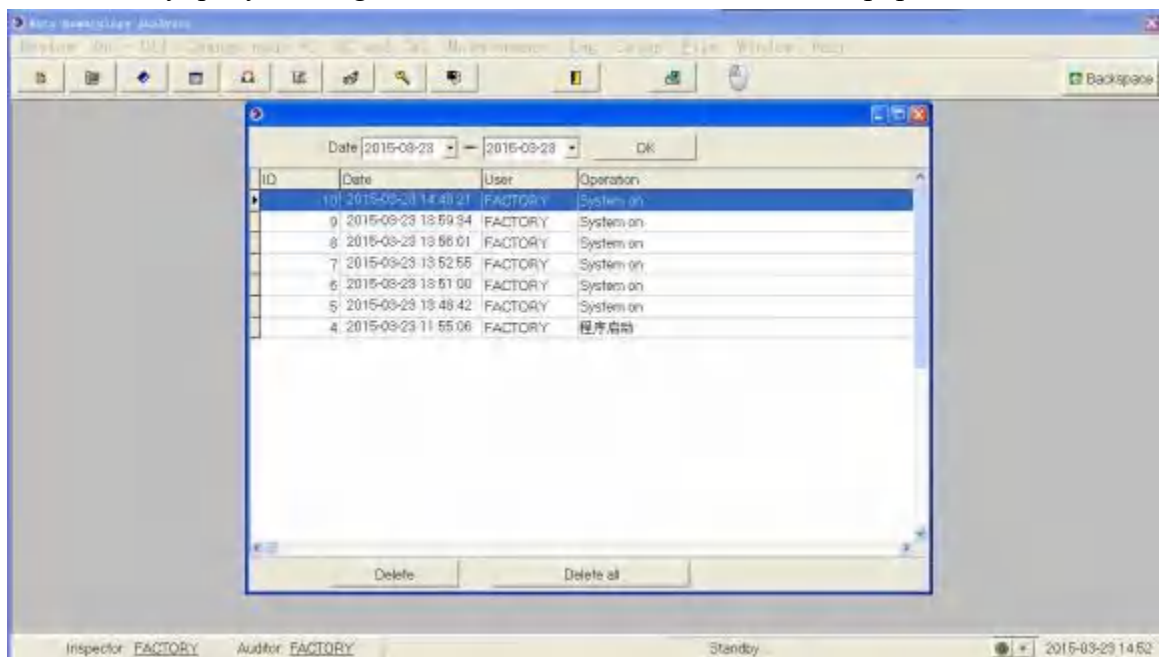 Auto Hematology Analyzer
Backspace
Date 2015-03-23 — 2015-03-23 OK
ID Date User Operation
10 2015-03-23 14:49:21 FACTORY System on
9 2015-03-23 13:59:34 FACTORY System on
8 2015-03-23 13:56:01 FACTORY System on
7 2015-03-23 13:52:55 FACTORY System on
6 2015-03-23 13:51:00 FACTORY System on
5 2015-03-23 13:48:42 FACTORY System on
4 2015-03-23 11:55:06 FACTORY 程序启动
Delete Delete all
Inspector FACTORY Auditor FACTORY Standby 2015-03-23 14:52